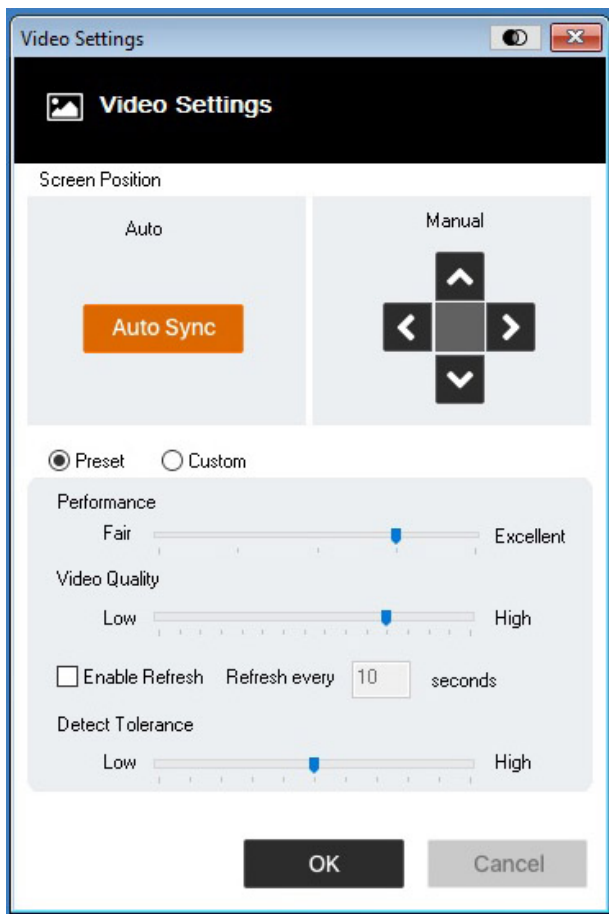 Video Settings
Video Settings
Screen Position
Auto
Manual
Auto Sync
Preset Custom
Performance
Fair Excellent
Video Quality
Low High
Enable Refresh Refresh every 10 seconds
Detect Tolerance
Low High
OK Cancel